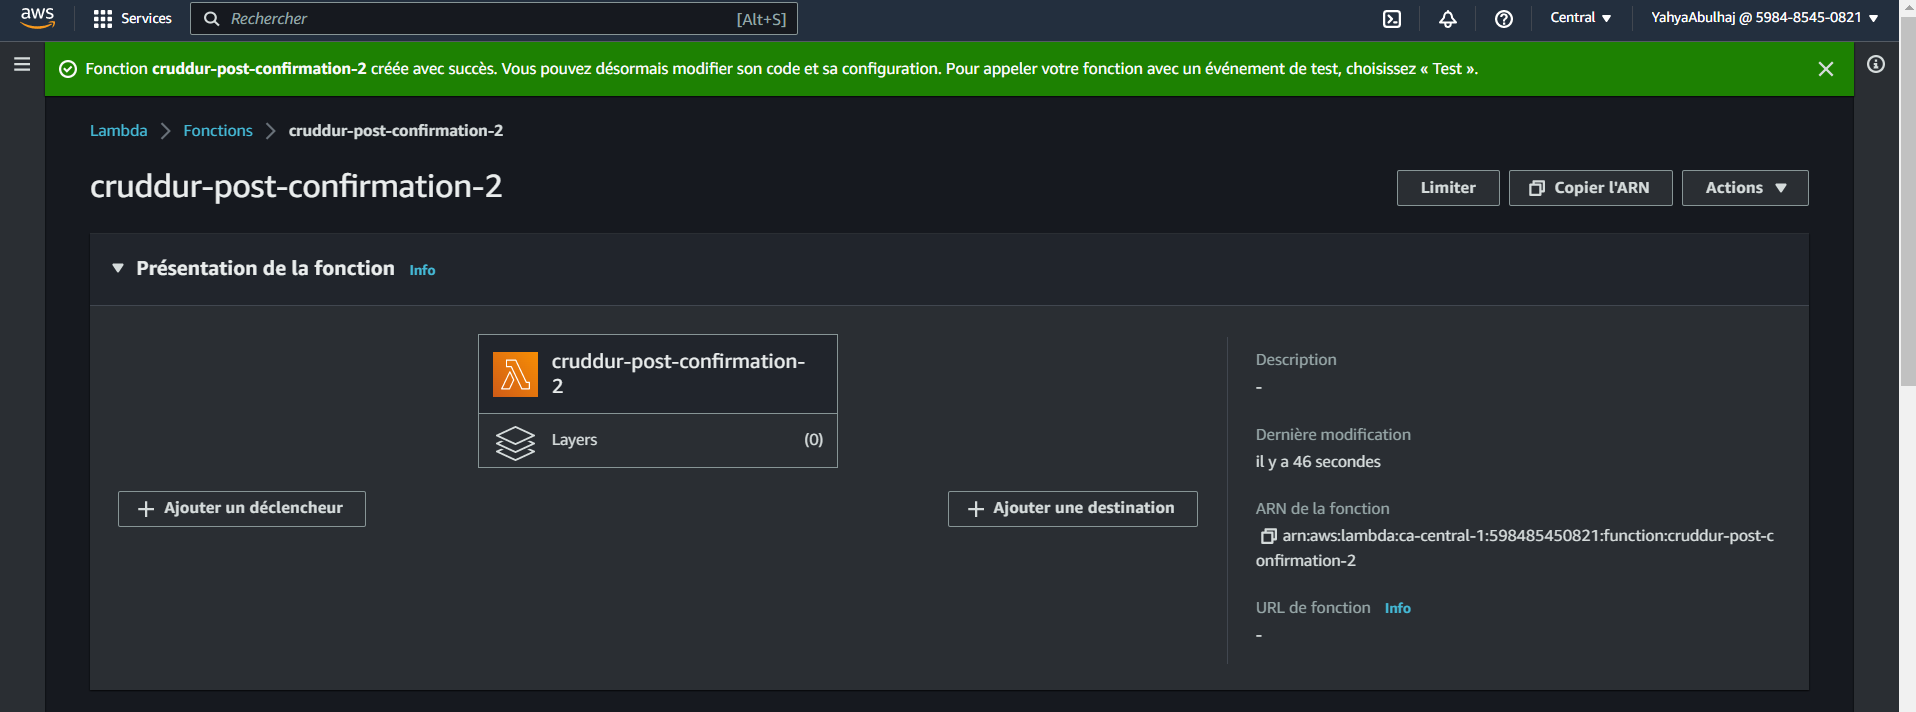 aws
Services
Rechercher
[Alt+S]
Central
YahyaAbulhaj @ 5984-8545-0821
Fonction cruddur-post-confirmation-2 créée avec succès. Vous pouvez désormais modifier son code et sa configuration. Pour appeler votre fonction avec un événement de test, choisissez « Test ».
Lambda
Fonctions
cruddur-post-confirmation-2
cruddur-post-confirmation-2
Limiter
Copier l'ARN
Actions
Présentation de la fonction
Info
cruddur-post-confirmation-
2
Layers
(0)
Ajouter un déclencheur
Ajouter une destination
Description
-
Dernière modification
il y a 46 secondes
ARN de la fonction
arn:aws:lambda:ca-central-1:598485450821:function:cruddur-post-c
onfirmation-2
URL de fonction
Info
-